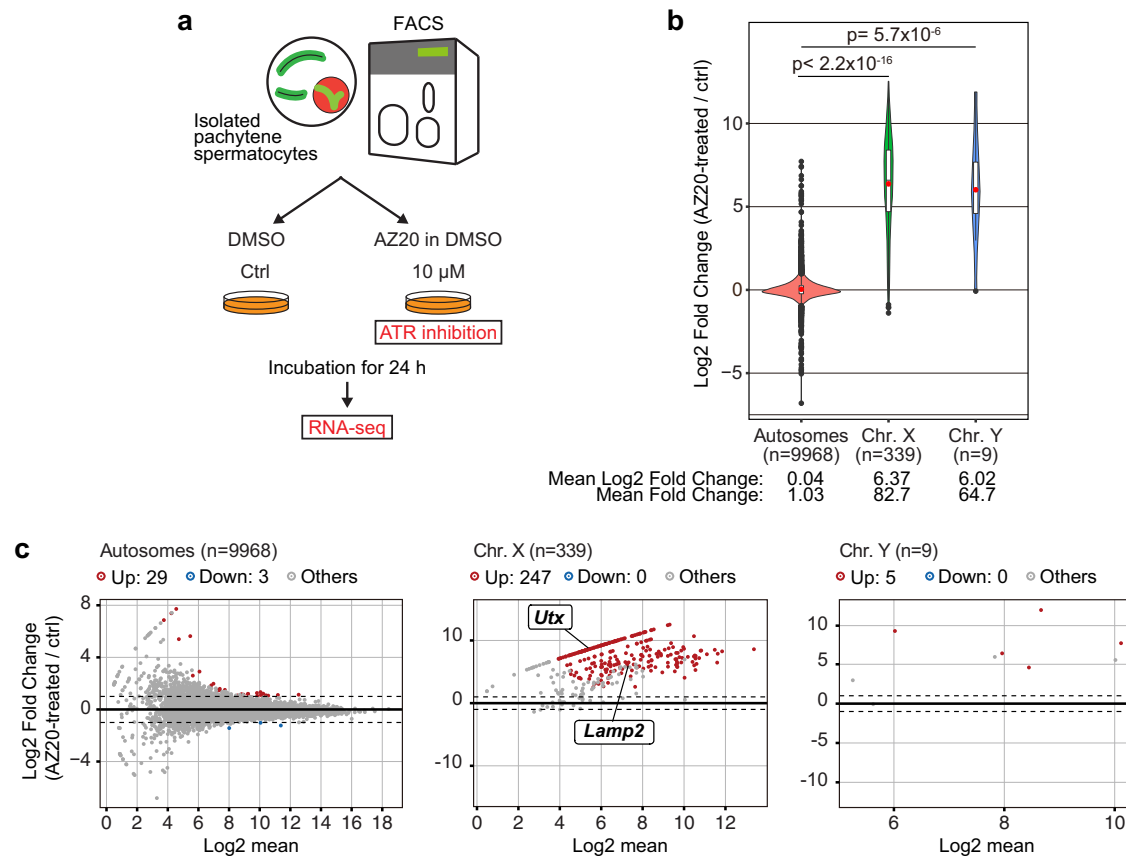 a
FACS
Isolated
pachytene
spermatocytes
DMSO
AZ20 in DMSO
Ctrl
10 μM
ATR inhibition
Incubation for 24 h
RNA-seq
b
p= 5.7x10-6
p< 2.2x10-16
Log2 Fold Change (AZ20-treated / ctrl)
10
5
0
−5
Autosomes Chr. X Chr. Y
(n=9968) (n=339) (n=9)
Mean Log2 Fold Change: 0.04 6.37 6.02
Mean Fold Change: 1.03 82.7 64.7
c
Autosomes (n=9968)
Up: 29 Down: 3 Others
Log2 Fold Change
(AZ20-treated / ctrl)
8
4
0
−4
0 2 4 6 8 10 12 14 16 18
Log2 mean
Chr. X (n=339)
Up: 247 Down: 0 Others
Utx
Lamp2
10
0
-10
0 2 4 6 8 10 12
Log2 mean
Chr. Y (n=9)
Up: 5 Down: 0 Others
10
5
0
-5
-10
6 8 10
Log2 mean